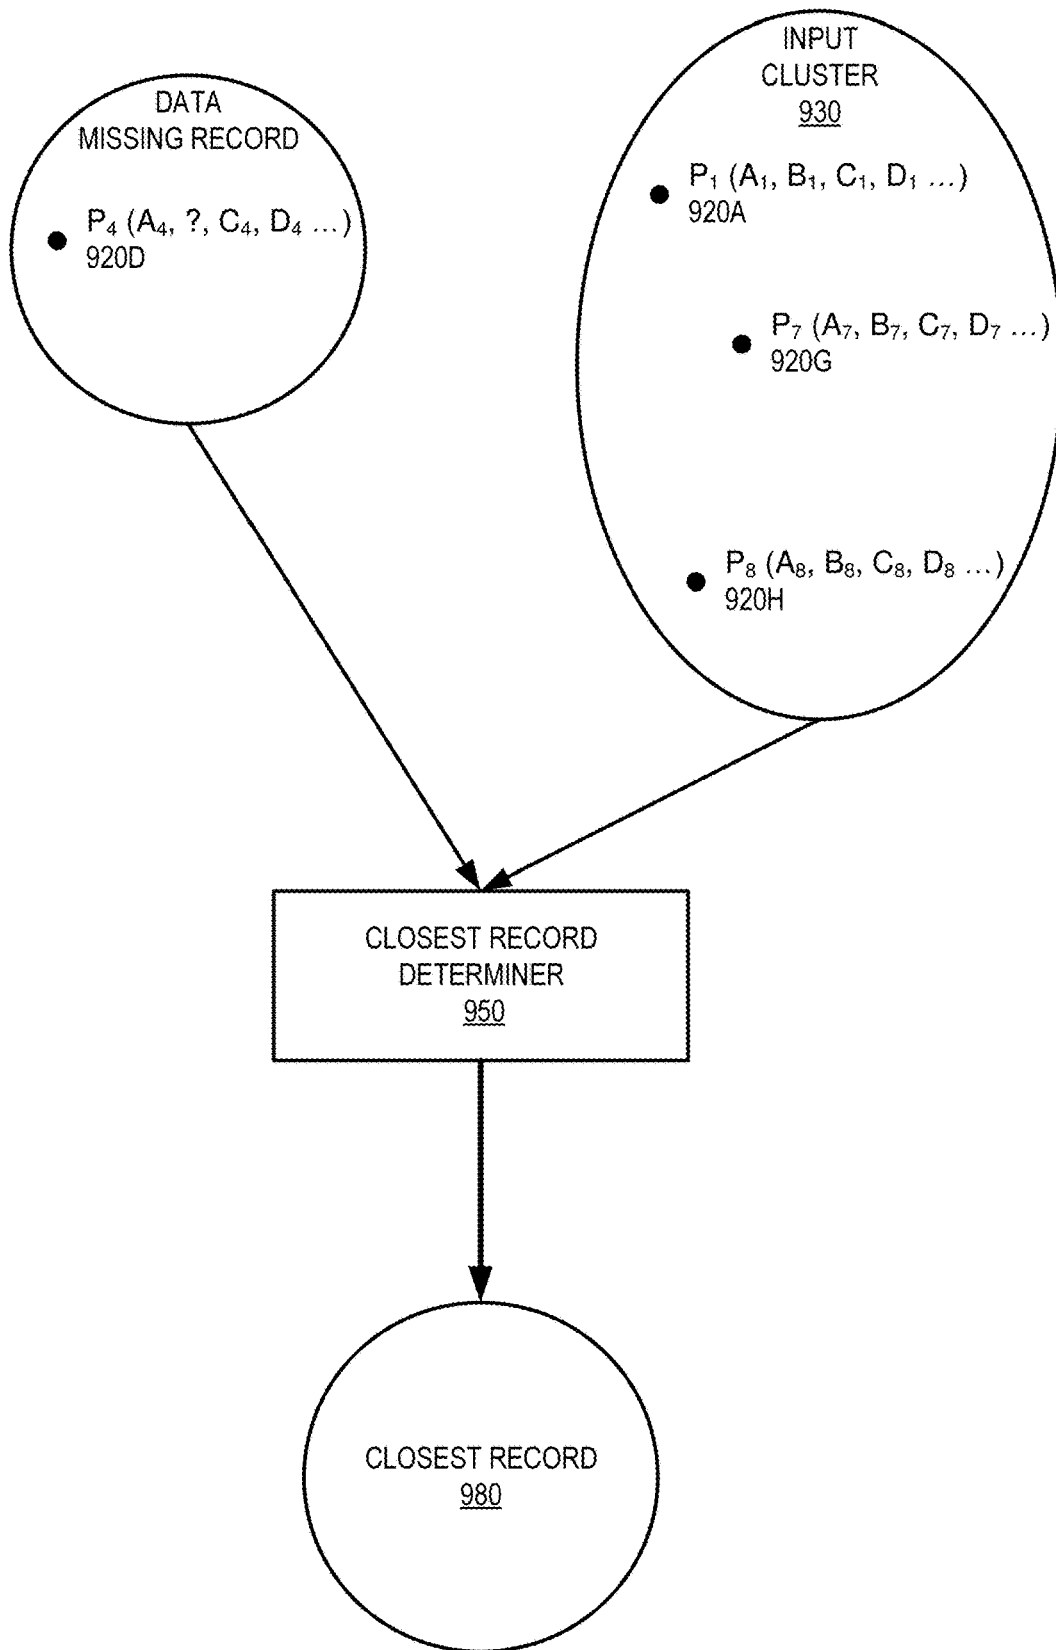 DATA
MISSING RECORD
P₄ (A₄, ?, C₄, D₄ ...)
920D
INPUT
CLUSTER
930
P₁ (A₁, B₁, C₁, D₁ ...)
920A
P₇ (A₇, B₇, C₇, D₇ ...)
920G
P₈ (A₈, B₈, C₈, D₈ ...)
920H
CLOSEST RECORD
DETERMINER
950
CLOSEST RECORD
980